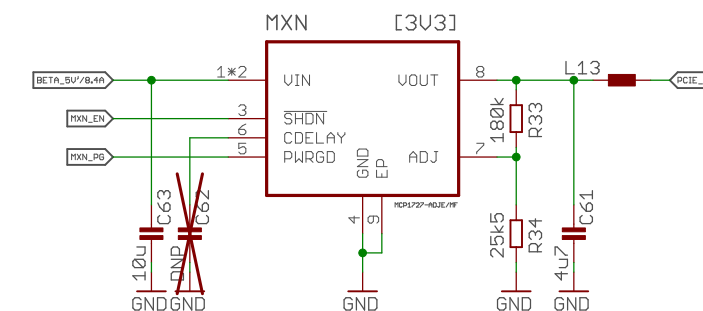 MXN [3V3]
BETA_5V'/8.4A 1*2 VIN VOUT 8 L13 PCIE_
MXN_EN 3 SHDN
6 CDELAY
MXN_PG 5 PWRGD ADJ 7
GND EP
MCP1727-ADJE/MF
180k R33
4 9
10u C63
DNP C62
25k5 R34
4u7 C61
GND GND GND GND GND